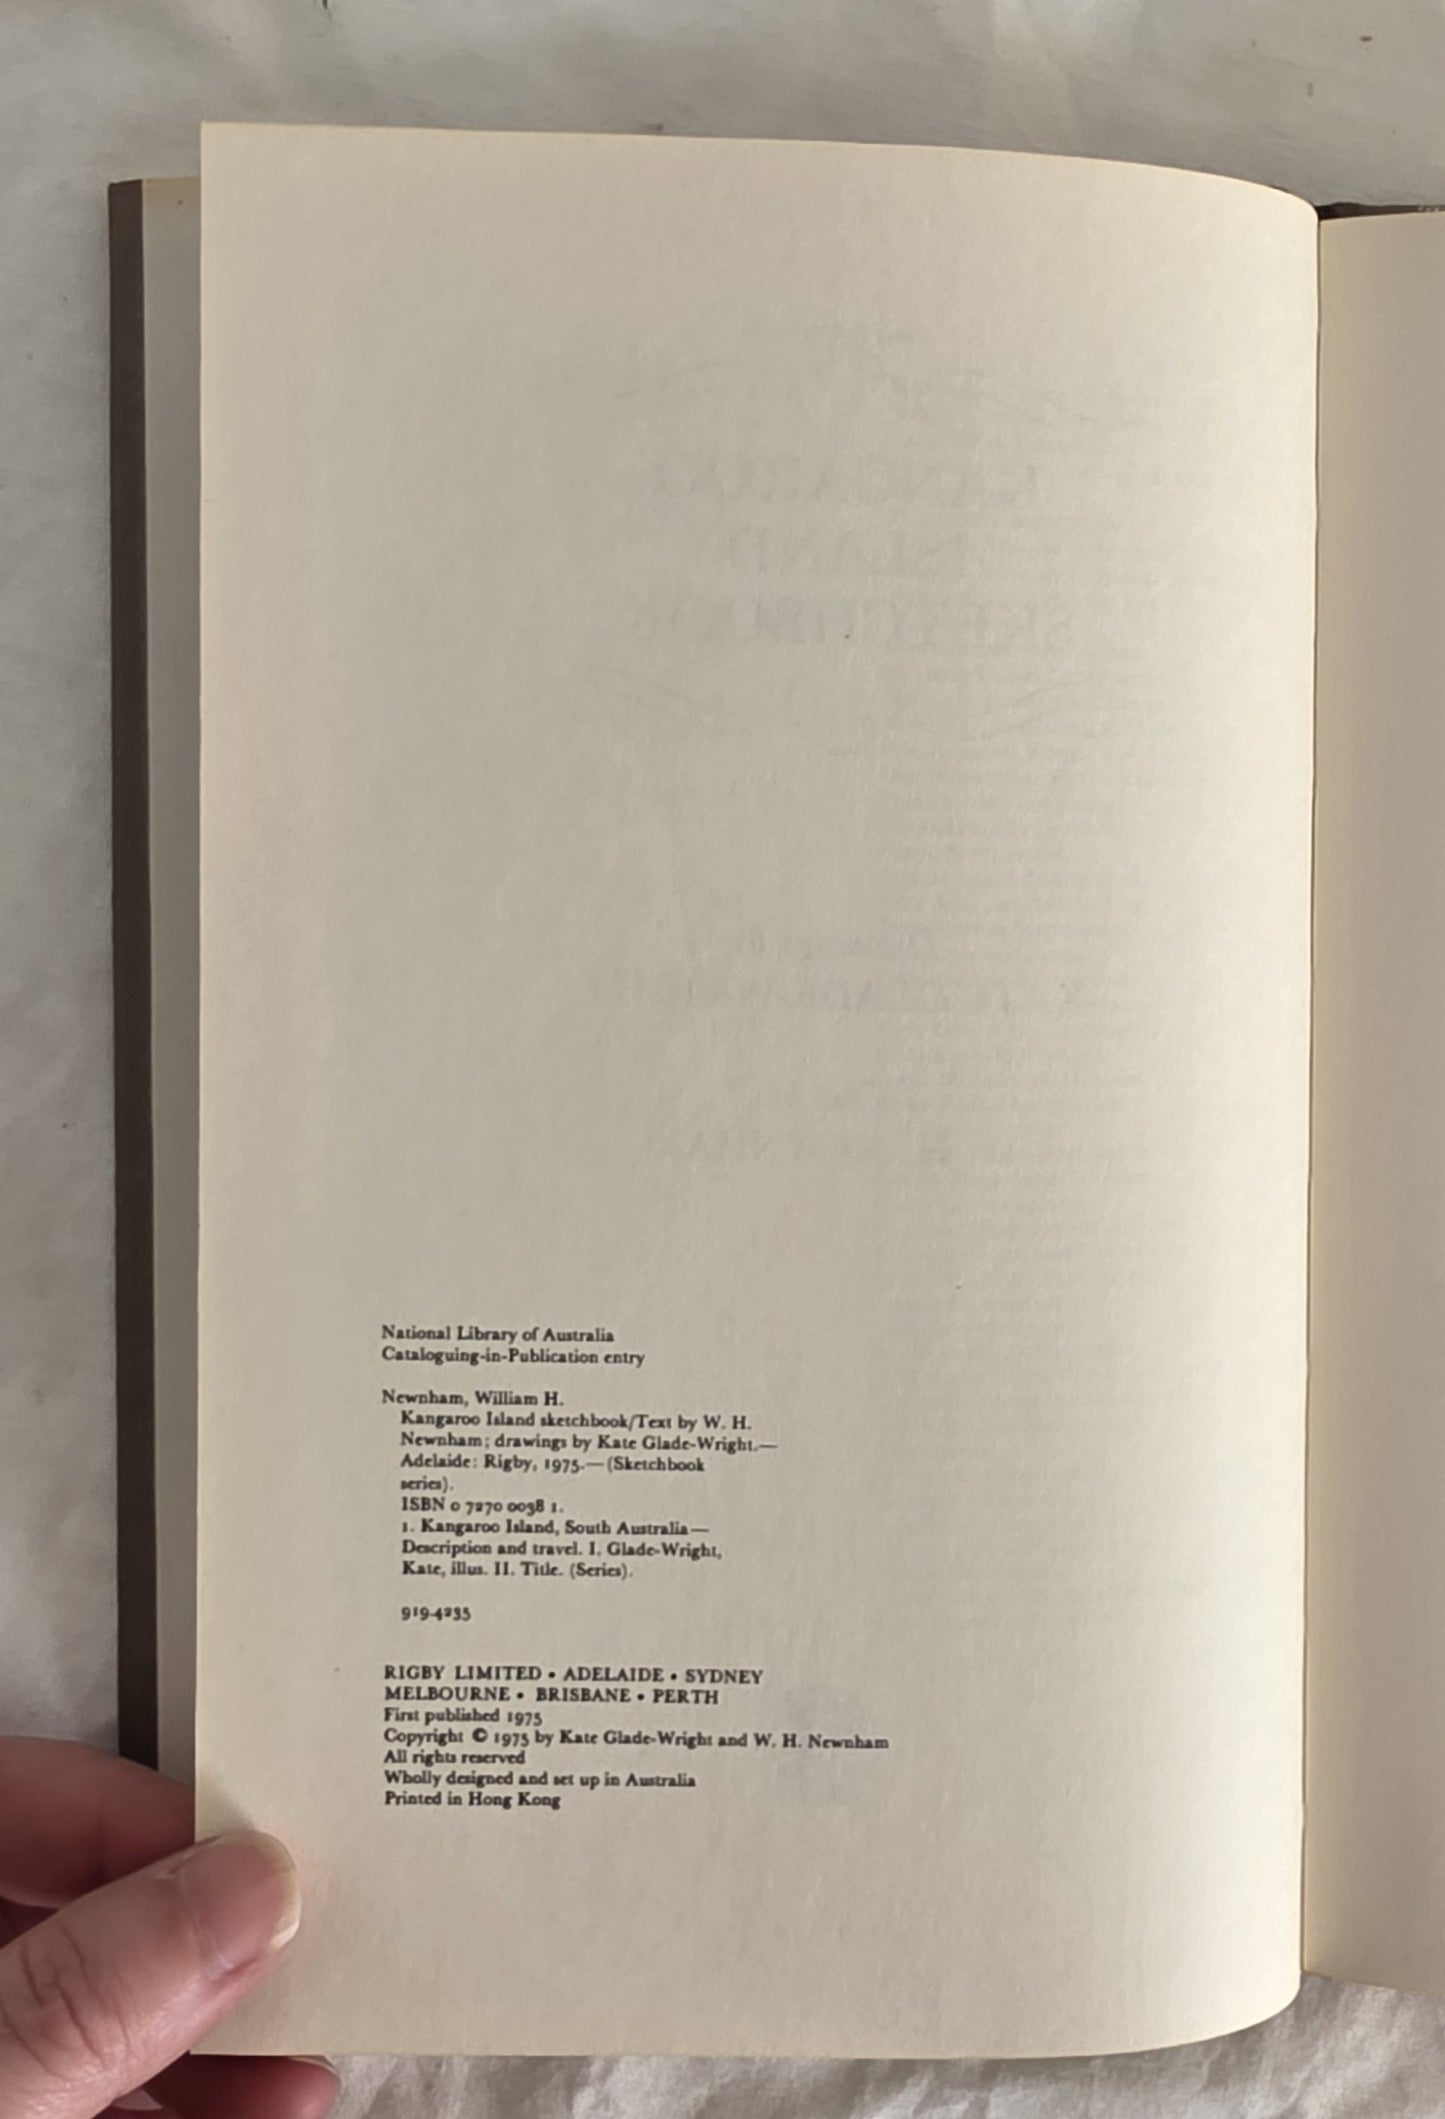 National Library of Australia
Cataloguing-in-Publication entry
Newnham, William H.
Kangaroo Island sketchbook/Text by W. H.
Newnham; drawings by Kate Glade-Wright.—
Adelaide: Rigby, 1975.—(Sketchbook
series).
ISBN 0 7270 0038 1.
1. Kangaroo Island, South Australia—
Description and travel. I. Glade-Wright,
Kate, illus. II. Title. (Series).
919.4235
RIGBY LIMITED • ADELAIDE • SYDNEY
MELBOURNE • BRISBANE • PERTH
First published 1975
Copyright © 1975 by Kate Glade-Wright and W. H. Newnham
All rights reserved
Wholly designed and set up in Australia
Printed in Hong Kong